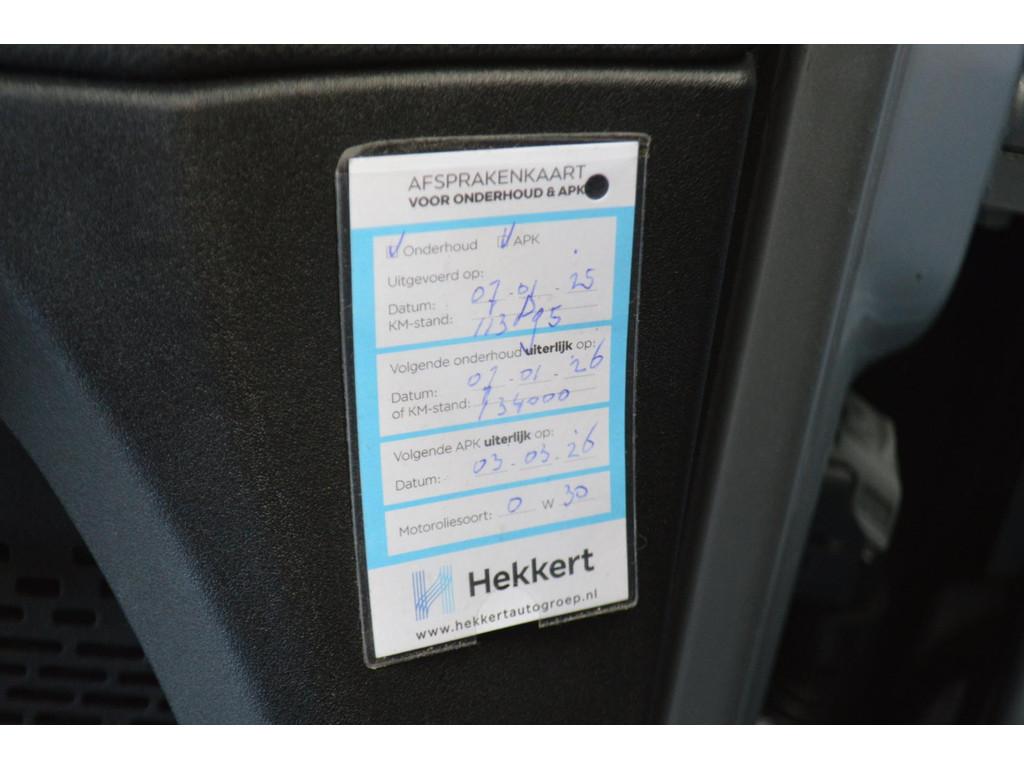 AFSPRAKENKAART
VOOR ONDERHOUD & APK
Onderhoud APK
Uitgevoerd op:
Datum: 07-01-25
KM-stand:
Volgende onderhoud uiterlijk op:
Datum: 07-01-26
of KM-stand: 134000
Volgende APK uiterlijk op:
Datum: 03-03-26
Motoroliesoort: 0 W 30
Hekkert
www.hekkertautogroep.nl